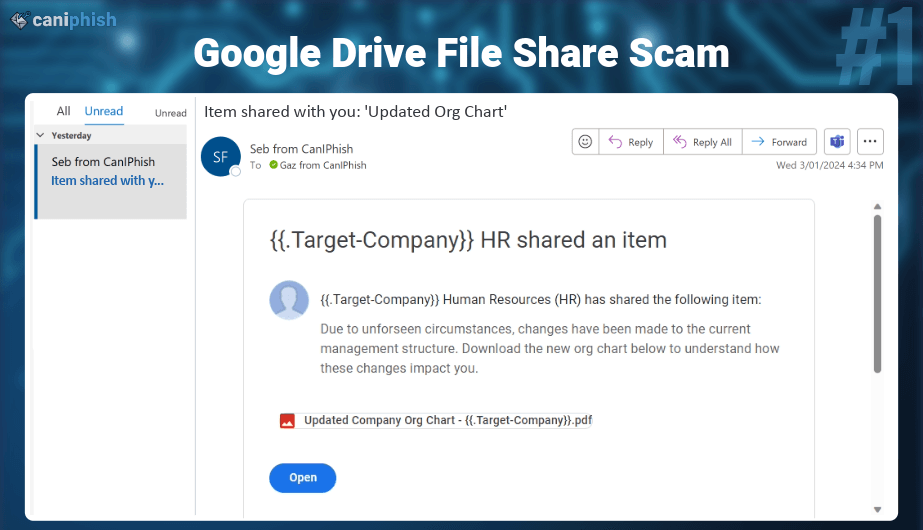 caniphish
#1
Google Drive File Share Scam
All Unread Unread
Yesterday
Seb from CanIPhish
Item shared with y...
Item shared with you: 'Updated Org Chart'
SF
Seb from CanIPhish
To Gaz from CanIPhish
Reply Reply All Forward
Wed 3/01/2024 4:34 PM
{{.Target-Company}} HR shared an item
{{.Target-Company}} Human Resources (HR) has shared the following item:
Due to unforseen circumstances, changes have been made to the current
management structure. Download the new org chart below to understand how
these changes impact you.
Updated Company Org Chart - {{.Target-Company}}.pdf
Open